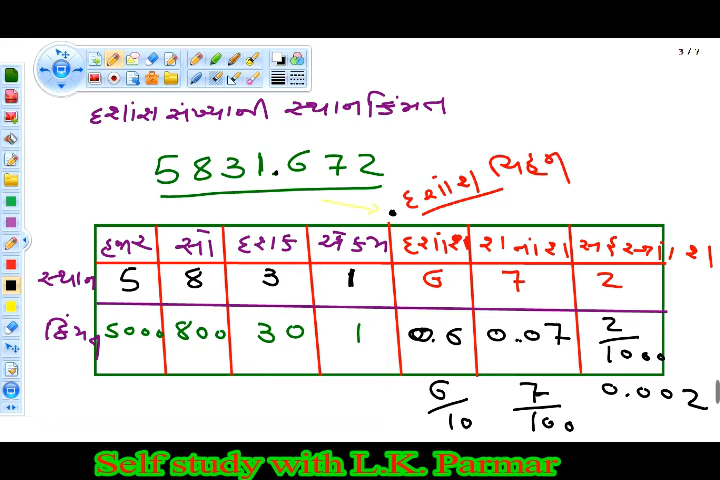 3 / 7
દશાંશ સંખ્યાની સ્થાનકિંમત
5831.672
. દશાંશ ચિહ્ન
હજાર સો દશક એકમ દશાંશ શતાંશ સહસ્ત્રાંશ
સ્થાન 5 8 3 1 6 7 2
કિંમત 5000 800 30 1 0.6 0.07 2/1000
6/10 7/100 0.002
Self study with L.K. Parmar